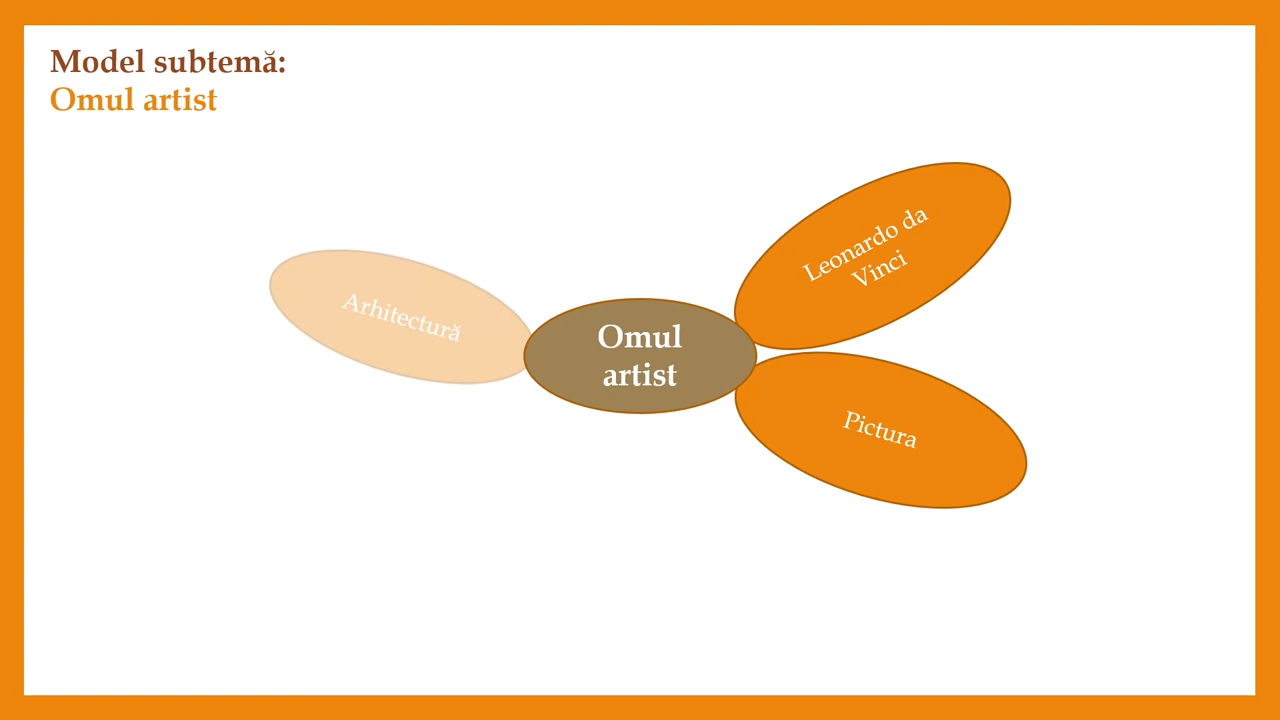 Model subtemă:
Omul artist
Leonardo da
Vinci
Arhitectură
Omul
artist
Pictura